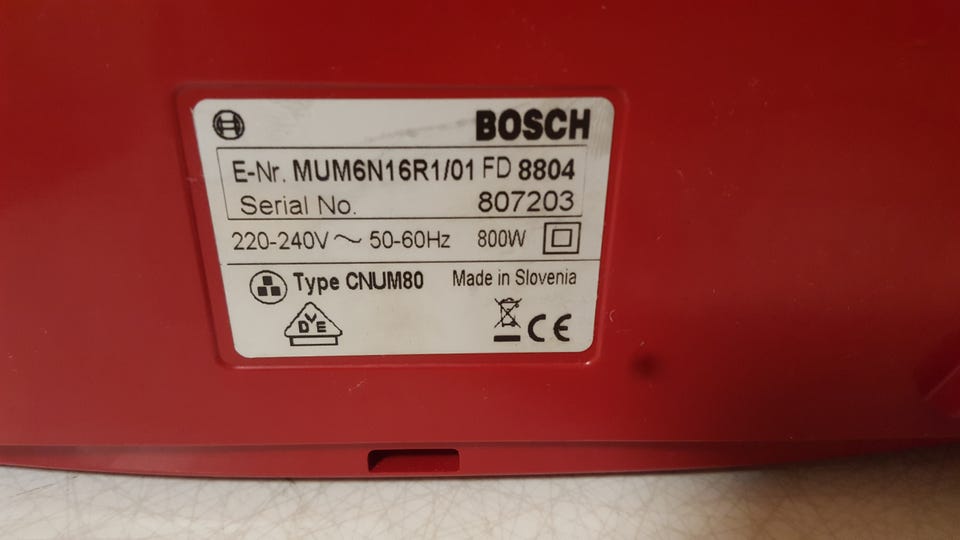 BOSCH
E-Nr. MUM6N16R1/01 FD 8804
Serial No. 807203
220-240V ~ 50-60Hz 800W
Type CNUM80 Made in Slovenia
DVE CE